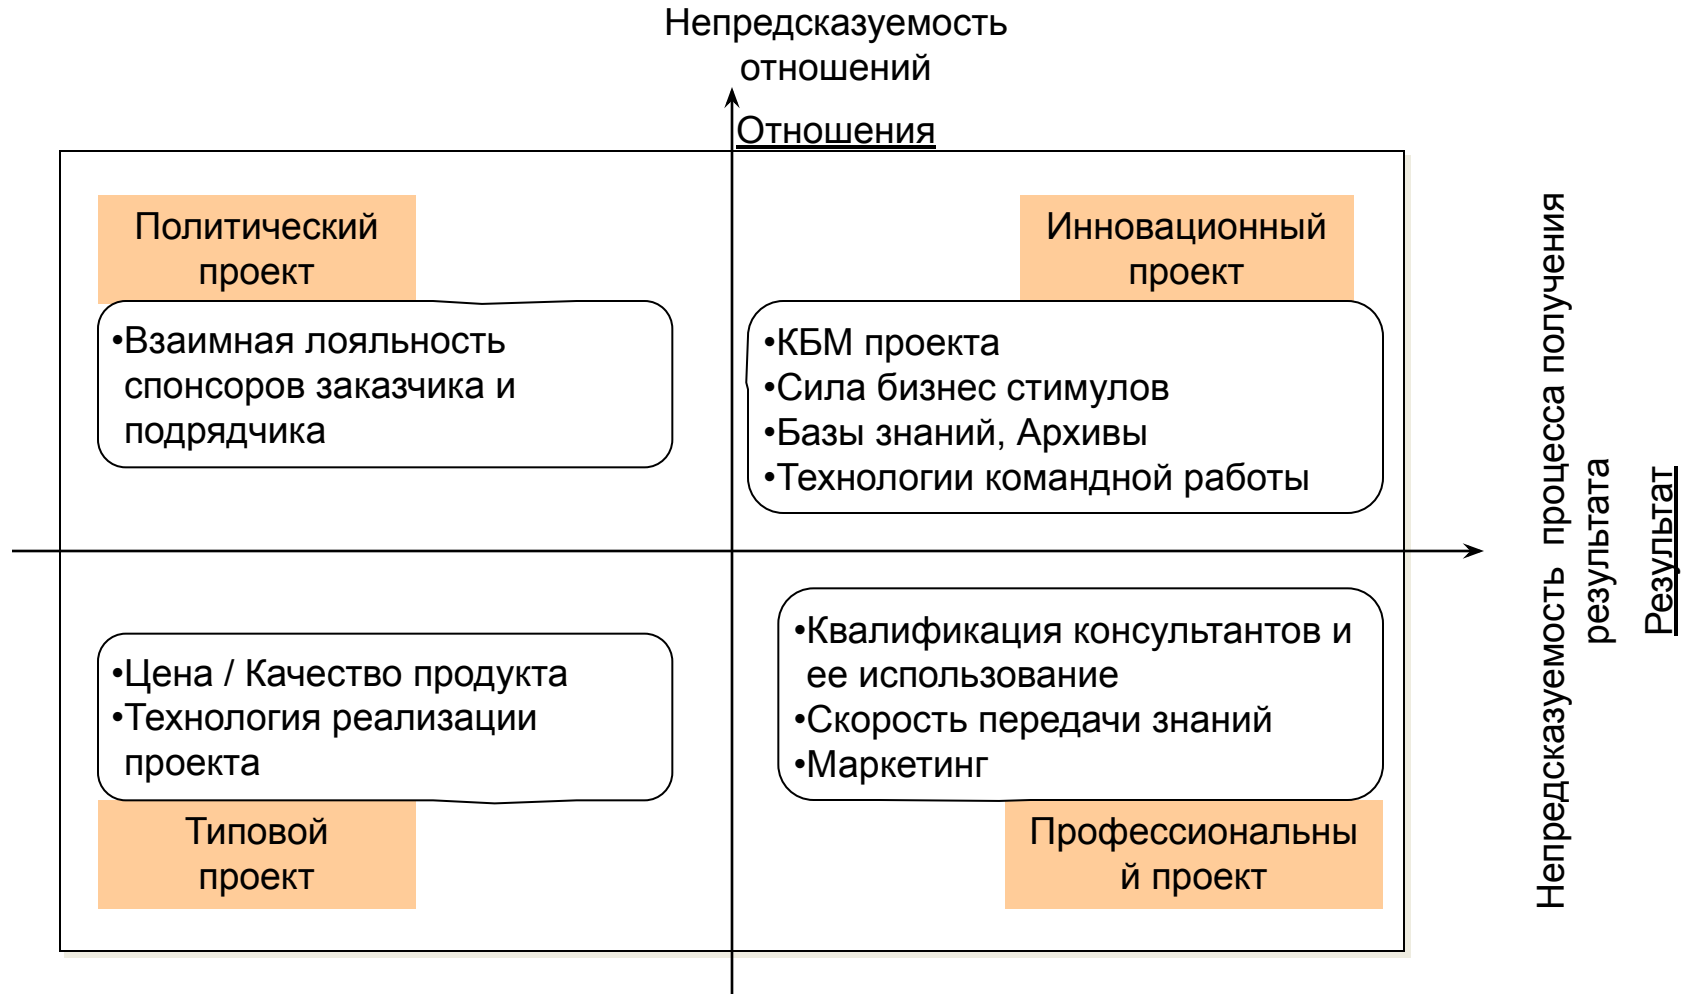 Непредсказуемость
отношений
Отношения
Политический
проект
•Взаимная лояльность
спонсоров заказчика и
подрядчика
Инновационный
проект
•КБМ проекта
•Сила бизнес стимулов
•Базы знаний, Архивы
•Технологии командной работы
•Цена / Качество продукта
•Технология реализации
проекта
Типовой
проект
•Квалификация консультантов и
ее использование
•Скорость передачи знаний
•Маркетинг
Профессиональны
й проект
Непредсказуемость процесса получения
результата
Результат